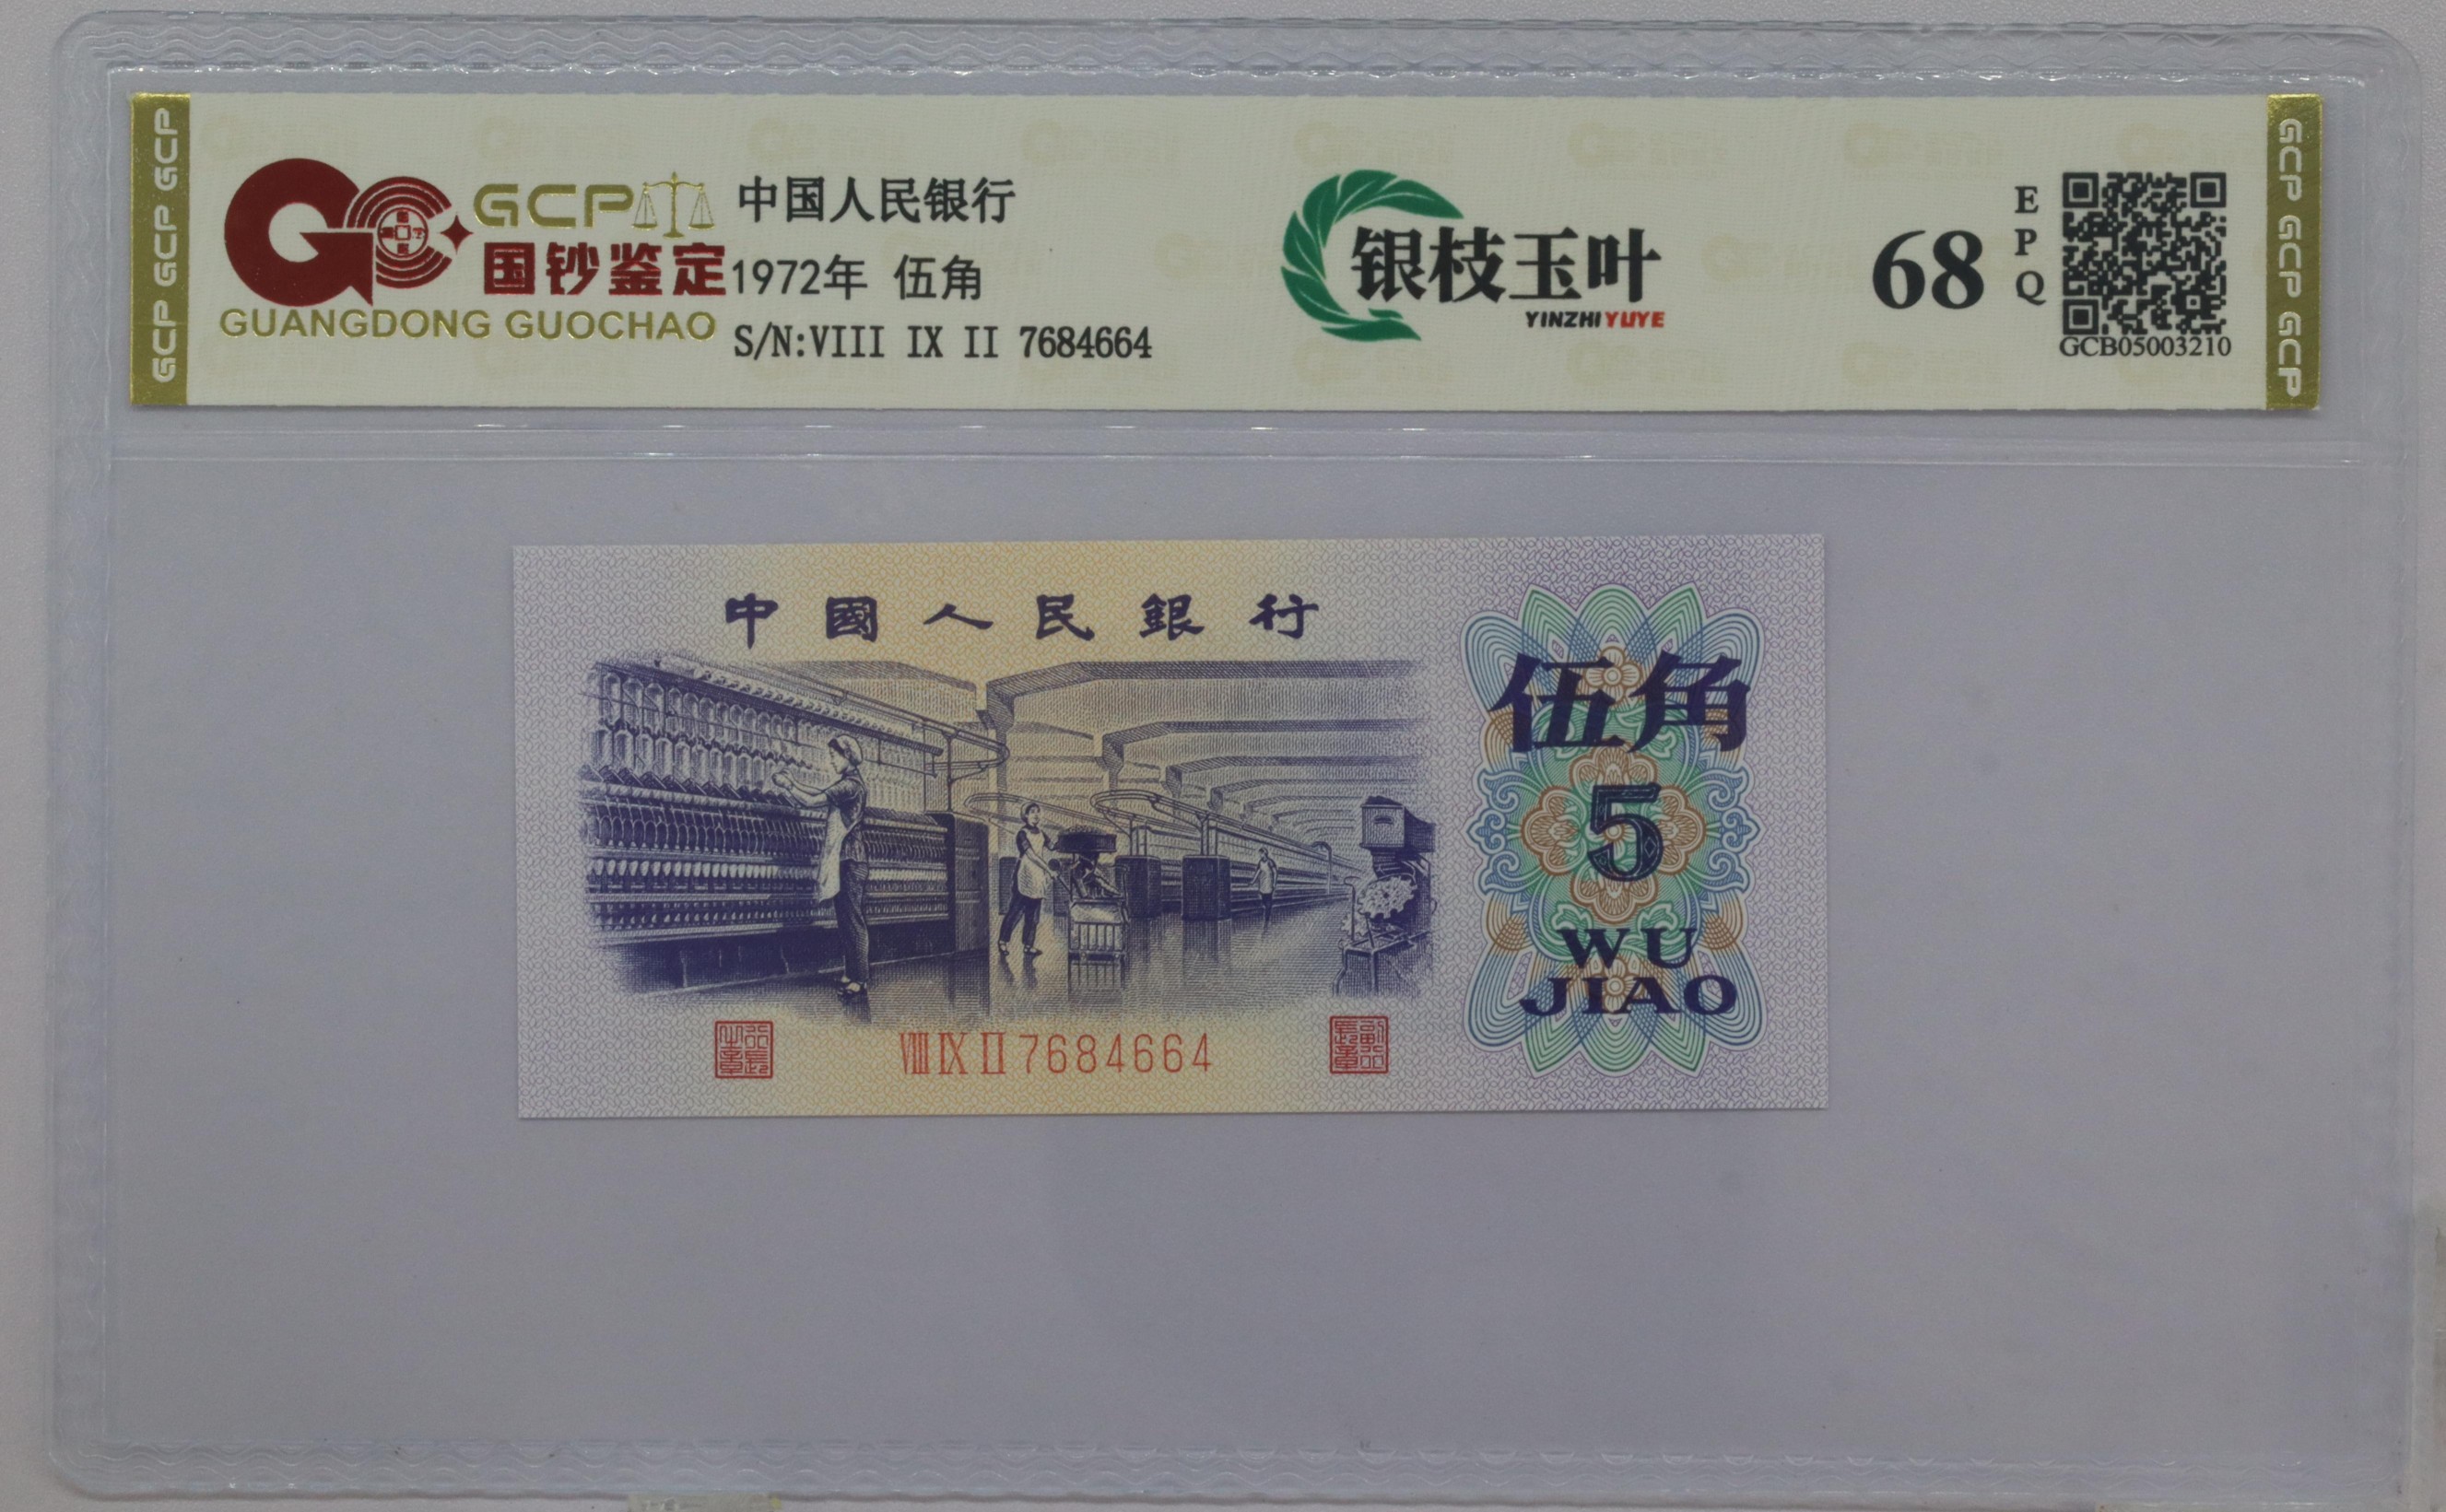 GCP GCP GCP
GCP
国钞鉴定
GUANGDONG GUOCHAO
中国人民银行
1972年 伍角
S/N:VIII IX II 7684664
银枝玉叶
YINZHIYUYE
68
EPQ
GCB05003210
GCP GCP GCP
中國人民銀行
伍角
5
WU
JIAO
VIII IX II 7684664